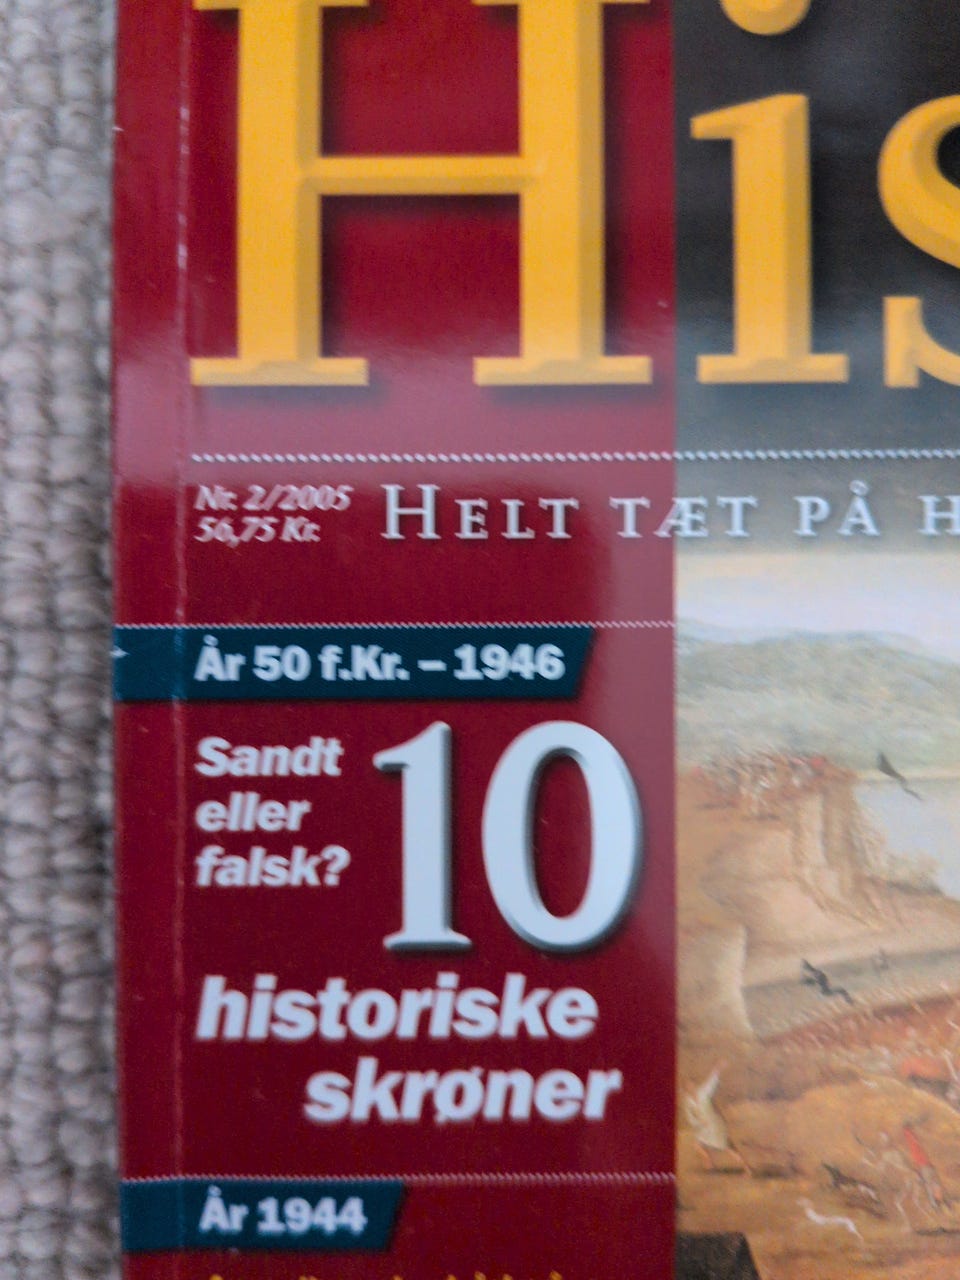 His
Nr. 2/2005
56,75 Kr.
HELT TÆT PÅ H
År 50 f.Kr. – 1946
Sandt
eller
falsk?
10
historiske
skrøner
År 1944